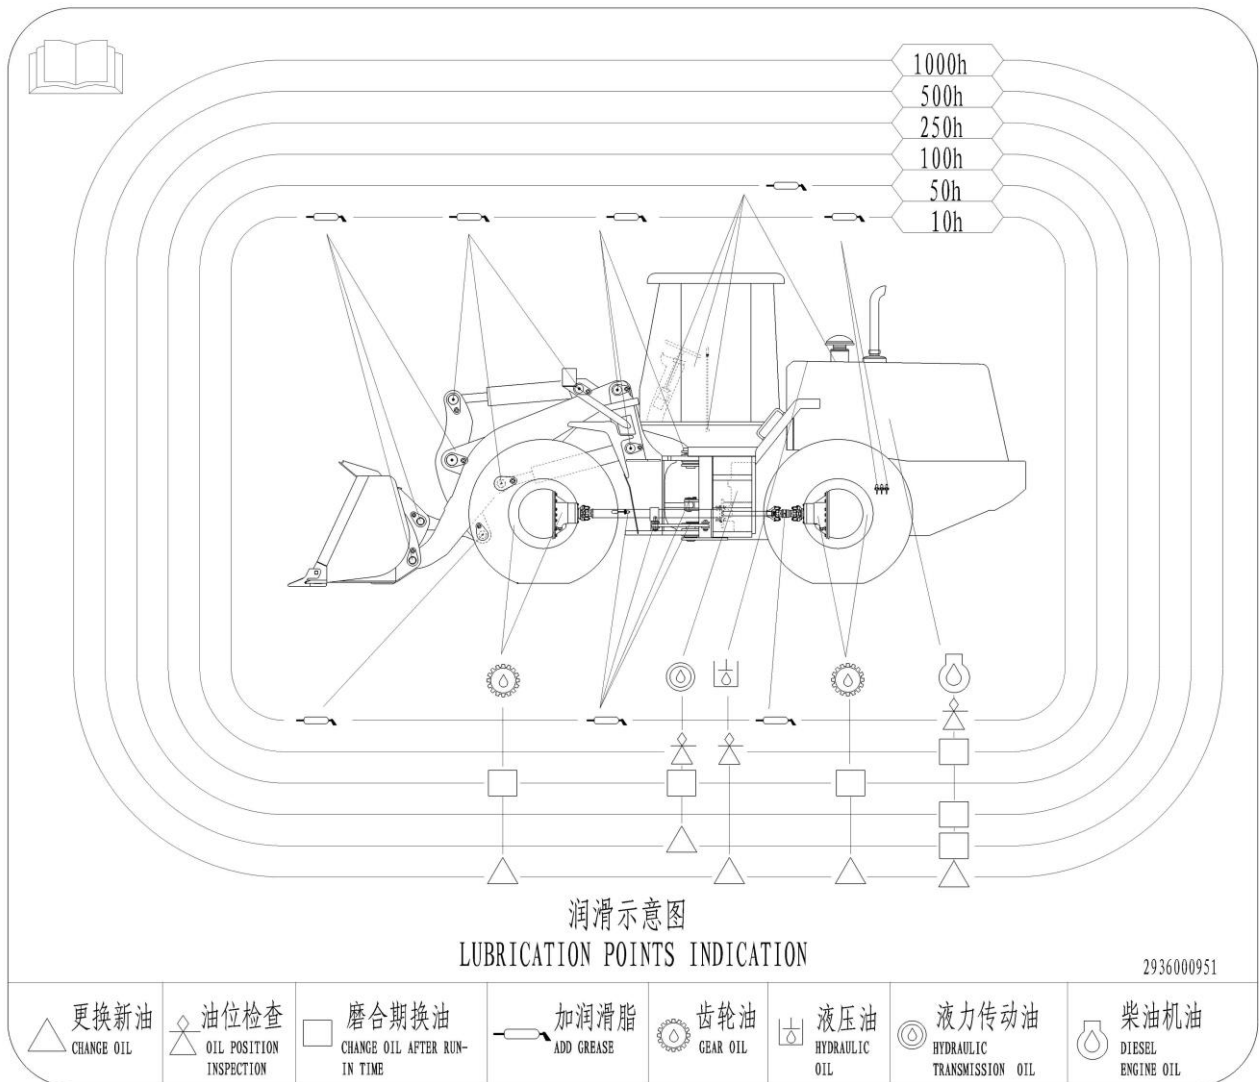 1000h
500h
250h
100h
50h
10h
润滑示意图
LUBRICATION POINTS INDICATION
2936000951
更换新油
CHANGE OIL
油位检查
OIL POSITION
INSPECTION
磨合期换油
CHANGE OIL AFTER RUN-
IN TIME
加润滑脂
ADD GREASE
齿轮油
GEAR OIL
液压油
HYDRAULIC
OIL
液力传动油
HYDRAULIC
TRANSMISSION OIL
柴油机油
DIESEL
ENGINE OIL